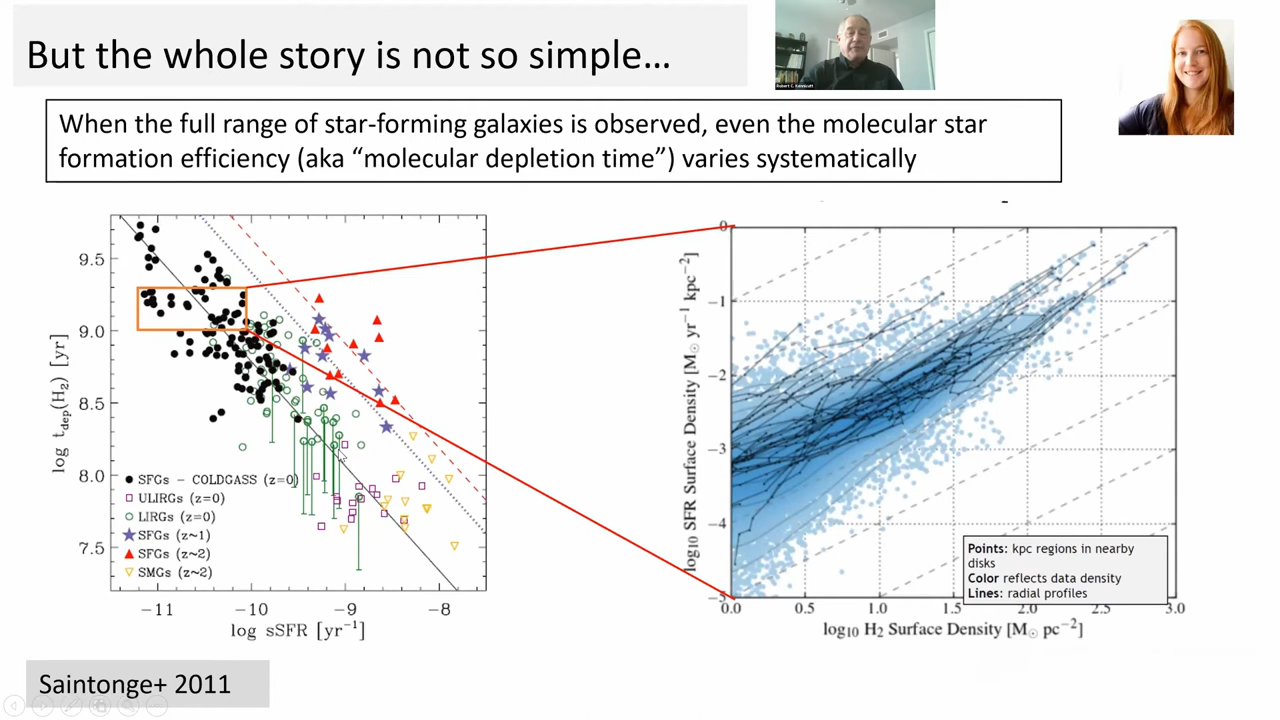 But the whole story is not so simple…
Robert C. Kennicutt
When the full range of star-forming galaxies is observed, even the molecular star
formation efficiency (aka “molecular depletion time”) varies systematically
9.5
9.0
8.5
8.0
7.5
log t_dep(H₂) [yr]
SFGs – COLDGASS (z=0)
ULIRGs (z=0)
LIRGs (z=0)
SFGs (z~1)
SFGs (z~2)
SMGs (z~2)
−11 −10 −9 −8
log sSFR [yr⁻¹]
0
−1
−2
−3
−4
−5
log₁₀ SFR Surface Density [M☉ yr⁻¹ kpc⁻²]
Points: kpc regions in nearby
disks
Color reflects data density
Lines: radial profiles
0.0 0.5 1.0 1.5 2.0 2.5 3.0
log₁₀ H₂ Surface Density [M☉ pc⁻²]
Saintonge+ 2011